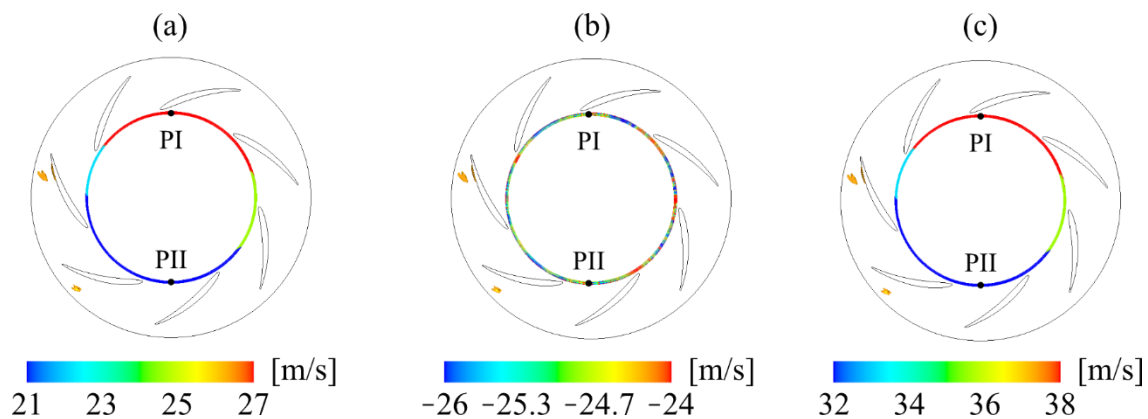 (a) (b) (c)
PI PI PI
PII PII PII
[m/s] [m/s] [m/s]
21 23 25 27 -26 -25.3 -24.7 -24 32 34 36 38